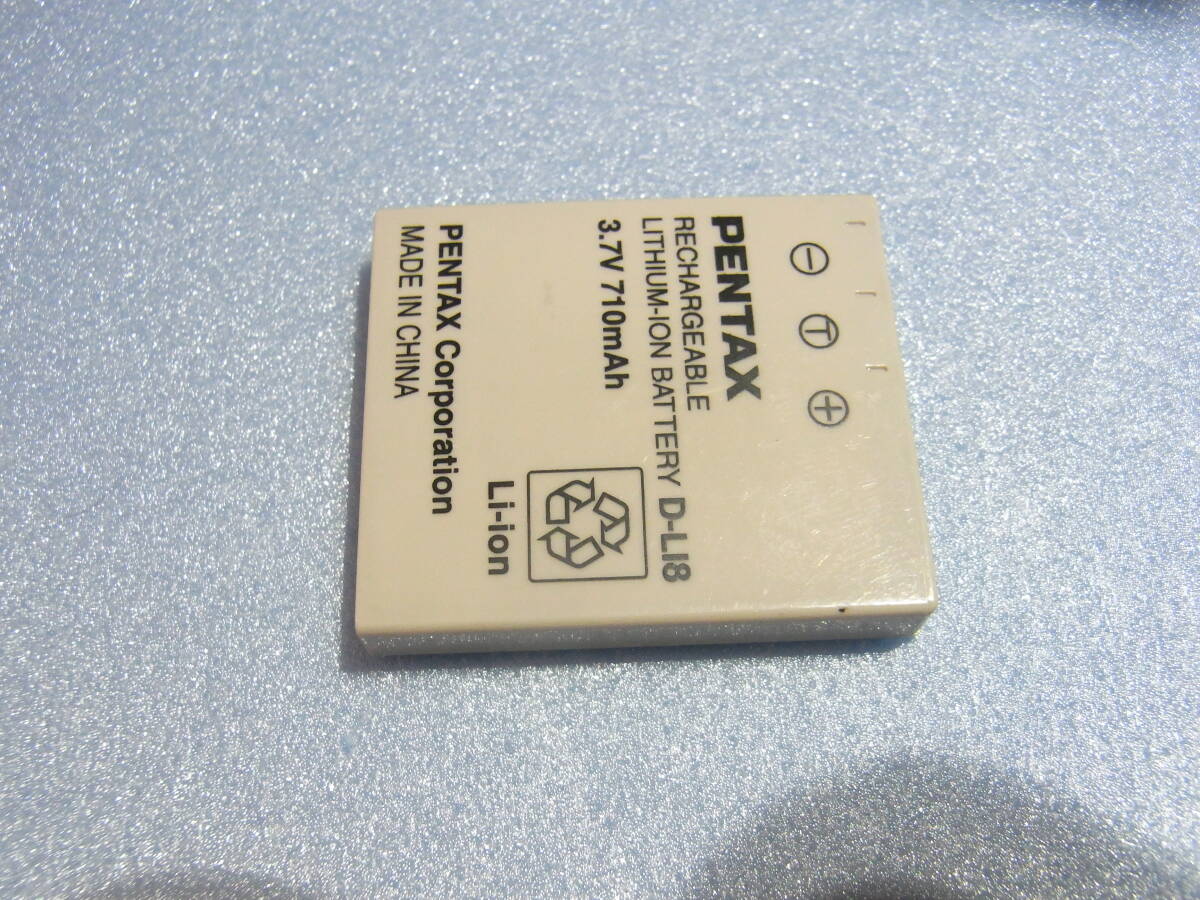 ⊖ Ⓣ ⊕
PENTAX
RECHARGEABLE
LITHIUM-ION BATTERY D-LI8
3.7V 710mAh
Li-ion
PENTAX Corporation
MADE IN CHINA